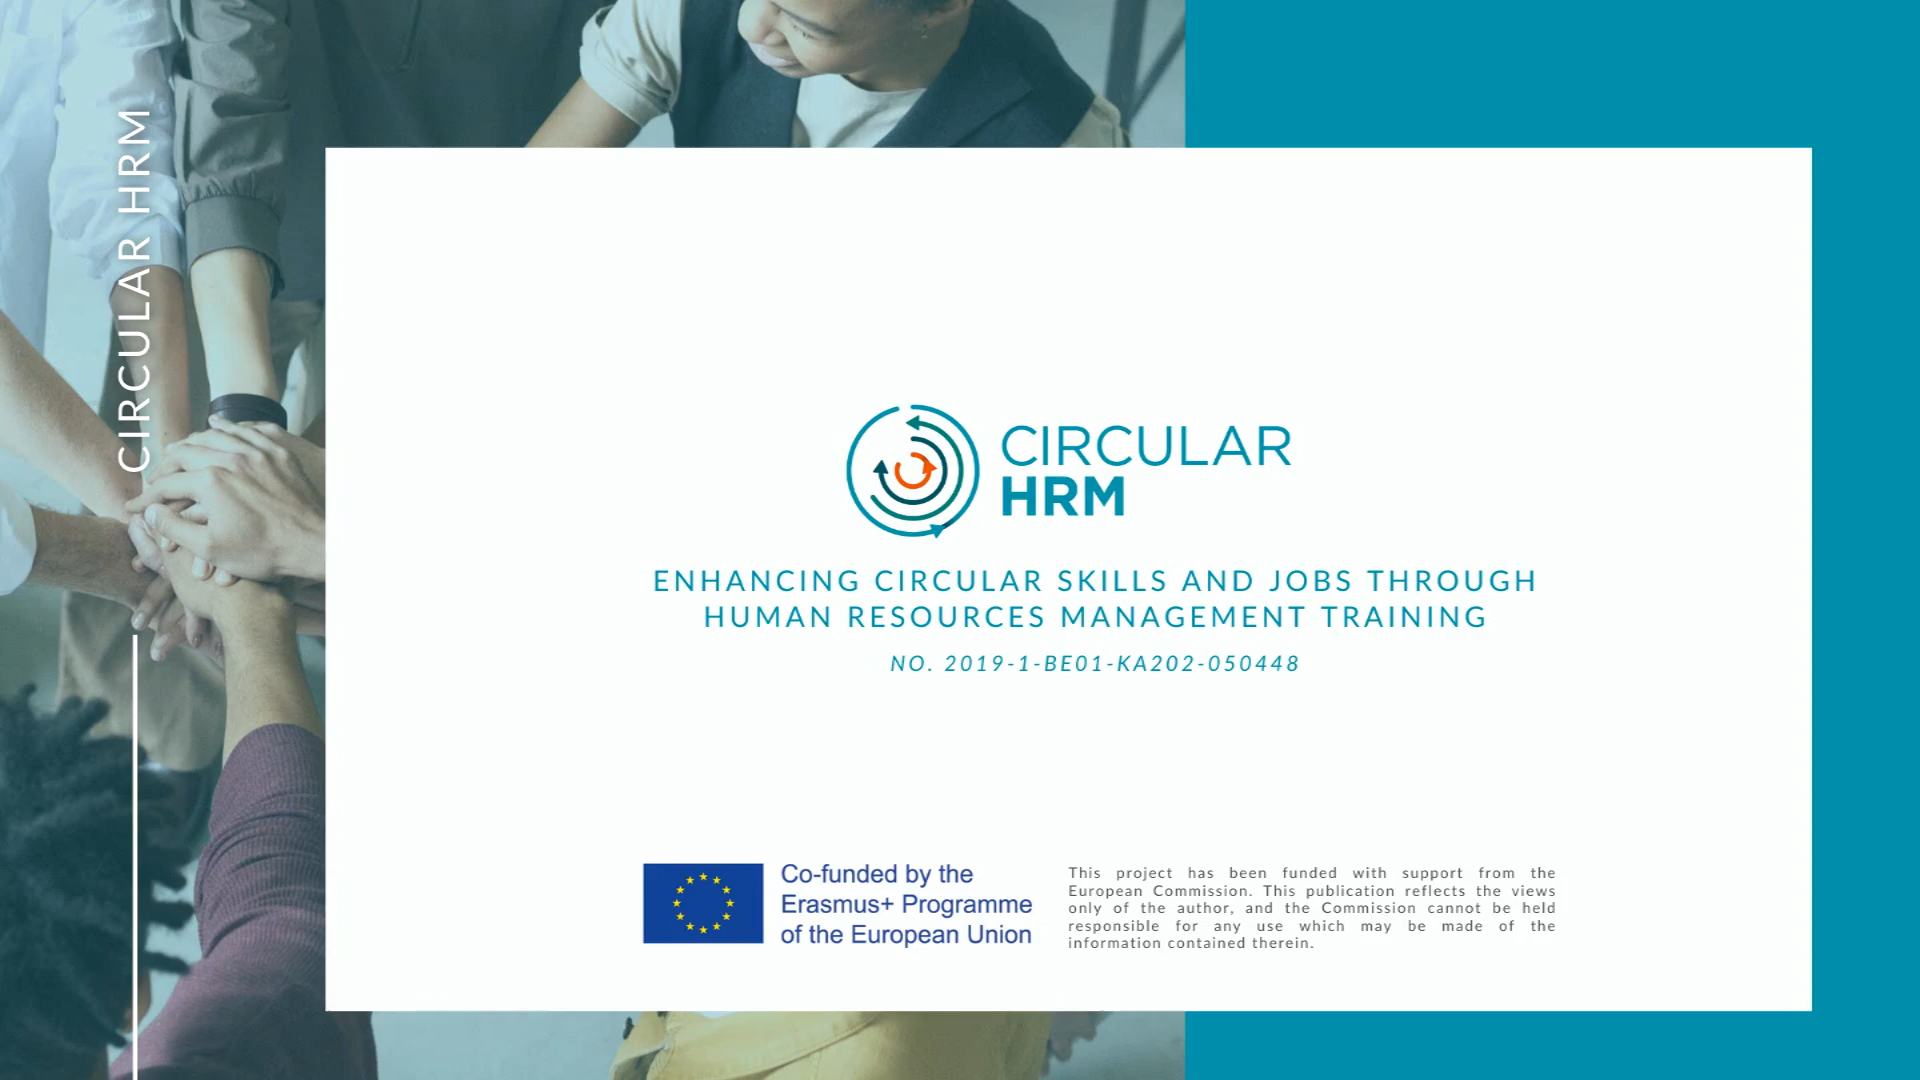 CIRCULAR HRM
CIRCULAR
HRM
ENHANCING CIRCULAR SKILLS AND JOBS THROUGH
HUMAN RESOURCES MANAGEMENT TRAINING
NO. 2019-1-BE01-KA202-050448
Co-funded by the
Erasmus+ Programme
of the European Union
This project has been funded with support from the
European Commission. This publication reflects the views
only of the author, and the Commission cannot be held
responsible for any use which may be made of the
information contained therein.